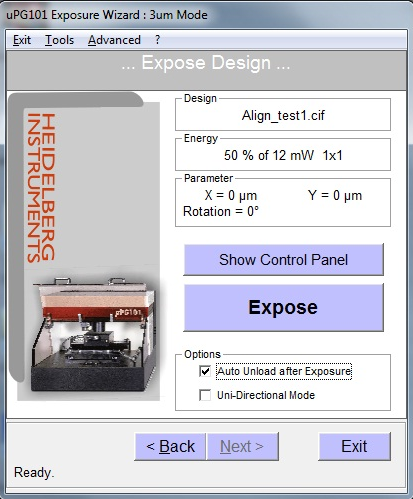 uPG101 Exposure Wizard : 3um Mode
Exit Tools Advanced ?
... Expose Design ...
HEIDELBERG
INSTRUMENTS
µPG101
Design
Align_test1.cif
Energy
50 % of 12 mW 1x1
Parameter
X = 0 µm Y = 0 µm
Rotation = 0°
Show Control Panel
Expose
Options
Auto Unload after Exposure
Uni-Directional Mode
< Back Next > Exit
Ready.